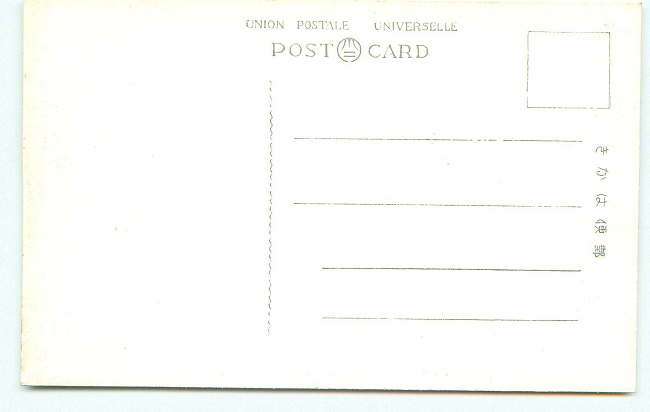 UNION POSTALE UNIVERSELLE
POST CARD
きかは便郵